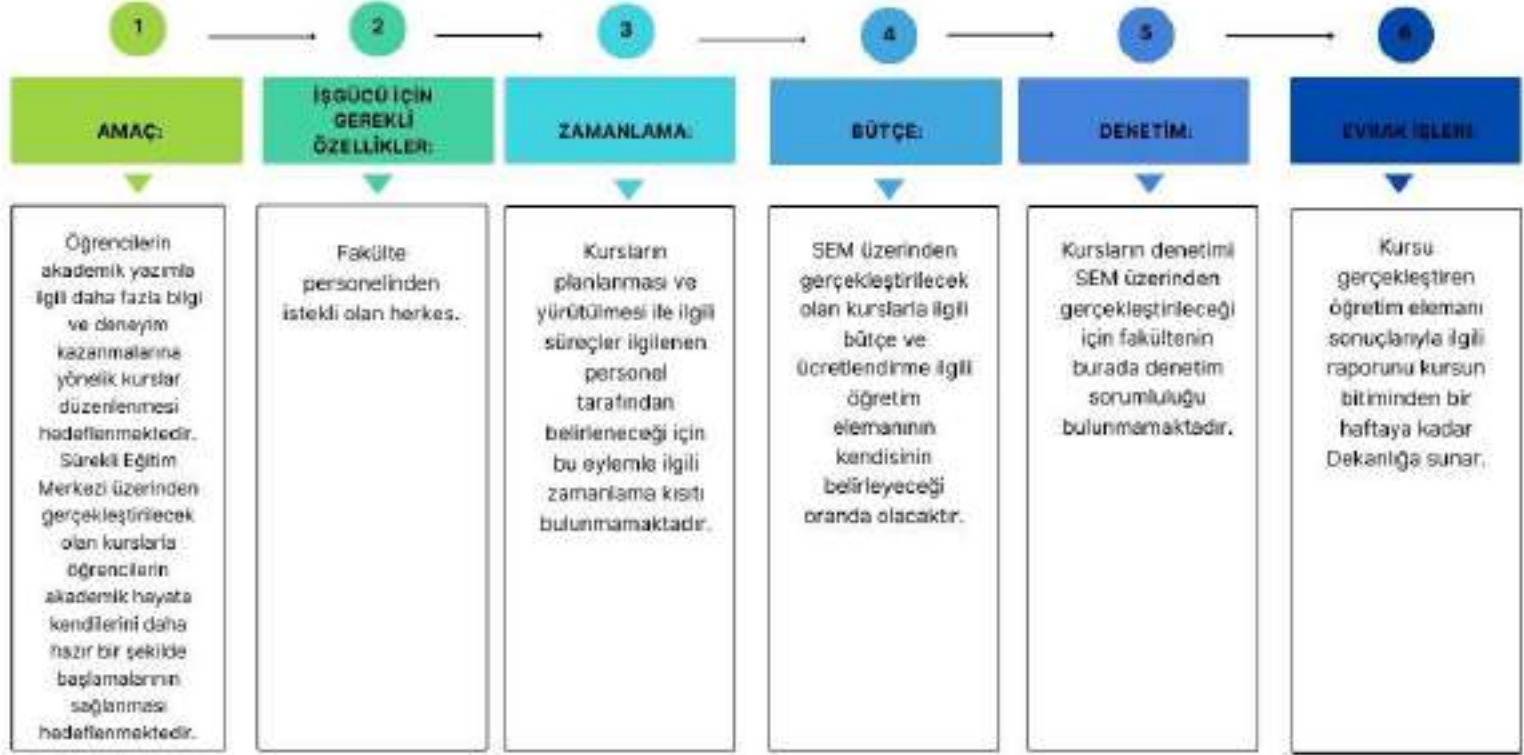 1
AMAÇ:
Öğrencilerin
akademik yazımla
ilgili daha fazla bilgi
ve deneyim
kazanmalarına
yönelik kurslar
düzenlenmesi
hedeflenmektedir.
Sürekli Eğitim
Merkezi üzerinden
gerçekleştirilecek
olan kurslarla
öğrencilerin
akademik hayata
kendilerini daha
hazır bir şekilde
başlamalarının
sağlanması
hedeflenmektedir.
2
İŞGÜCÜ İÇİN
GEREKLİ
ÖZELLİKLER:
Fakülte
personelinden
istekli olan herkes.
3
ZAMANLAMA:
Kursların
planlanması ve
yürütülmesi ile ilgili
süreçler ilgilenen
personel
tarafından
belirleneceği için
bu eylemle ilgili
zamanlama kısıtı
bulunmamaktadır.
4
BÜTÇE:
SEM üzerinden
gerçekleştirilecek
olan kurslarla ilgili
bütçe ve
ücretlendirme ilgili
öğretim
elemanının
kendisinin
belirleyeceği
oranda olacaktır.
5
DENETİM:
Kursların denetimi
SEM üzerinden
gerçekleştirileceği
için fakültenin
burada denetim
sorumluluğu
bulunmamaktadır.
6
EVRAK İŞLERİ:
Kursu
gerçekleştiren
öğretim elemanı
sonuçlarıyla ilgili
raporunu kursun
bitiminden bir
haftaya kadar
Dekanlığa sunar.